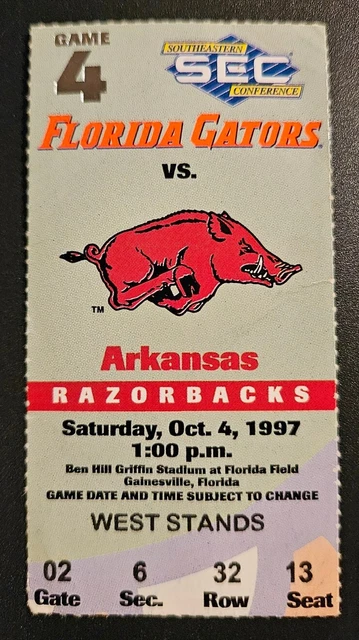 GAME
4
SOUTHEASTERN
SEC
CONFERENCE
FLORIDA GATORS
VS.
TM
Arkansas
RAZORBACKS
Saturday, Oct. 4, 1997
1:00 p.m.
Ben Hill Griffin Stadium at Florida Field
Gainesville, Florida
GAME DATE AND TIME SUBJECT TO CHANGE
WEST STANDS
02 6 32 13
Gate Sec. Row Seat